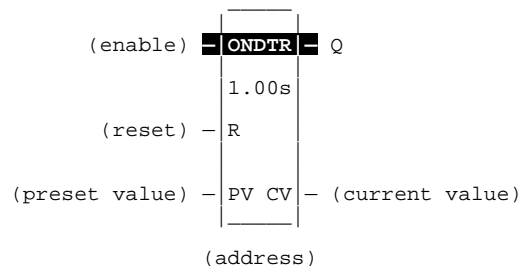 (enable) ONDTR Q
1.00s
(reset) R
(preset value) PV CV (current value)
(address)